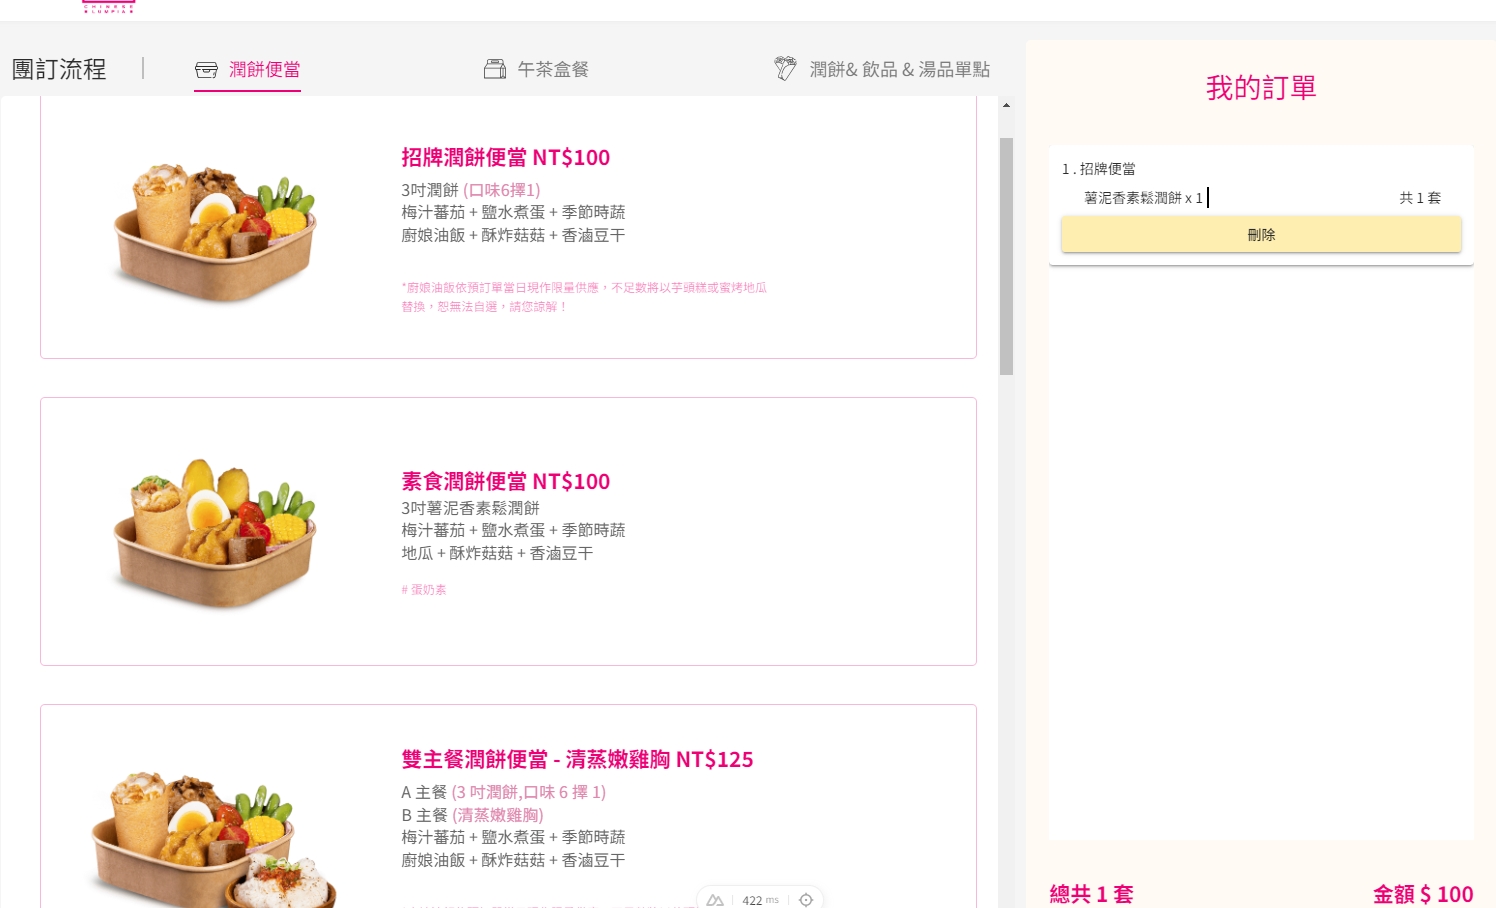 CHINESE
LUMPIA
團訂流程
潤餅便當
午茶盒餐
潤餅& 飲品 & 湯品單點
招牌潤餅便當 NT$100
3吋潤餅 (口味6擇1)
梅汁蕃茄 + 鹽水煮蛋 + 季節時蔬
廚娘油飯 + 酥炸菇菇 + 香滷豆干
*廚娘油飯依預訂單當日現作限量供應，不足數將以芋頭糕或蜜烤地瓜
替換，恕無法自選，請您諒解！
素食潤餅便當 NT$100
3吋薯泥香素鬆潤餅
梅汁蕃茄 + 鹽水煮蛋 + 季節時蔬
地瓜 + 酥炸菇菇 + 香滷豆干
# 蛋奶素
雙主餐潤餅便當 - 清蒸嫩雞胸 NT$125
A 主餐 (3 吋潤餅,口味 6 擇 1)
B 主餐 (清蒸嫩雞胸)
梅汁蕃茄 + 鹽水煮蛋 + 季節時蔬
廚娘油飯 + 酥炸菇菇 + 香滷豆干
422 ms
我的訂單
1 . 招牌便當
薯泥香素鬆潤餅 x 1
共 1 套
刪除
總共 1 套
金額 $ 100